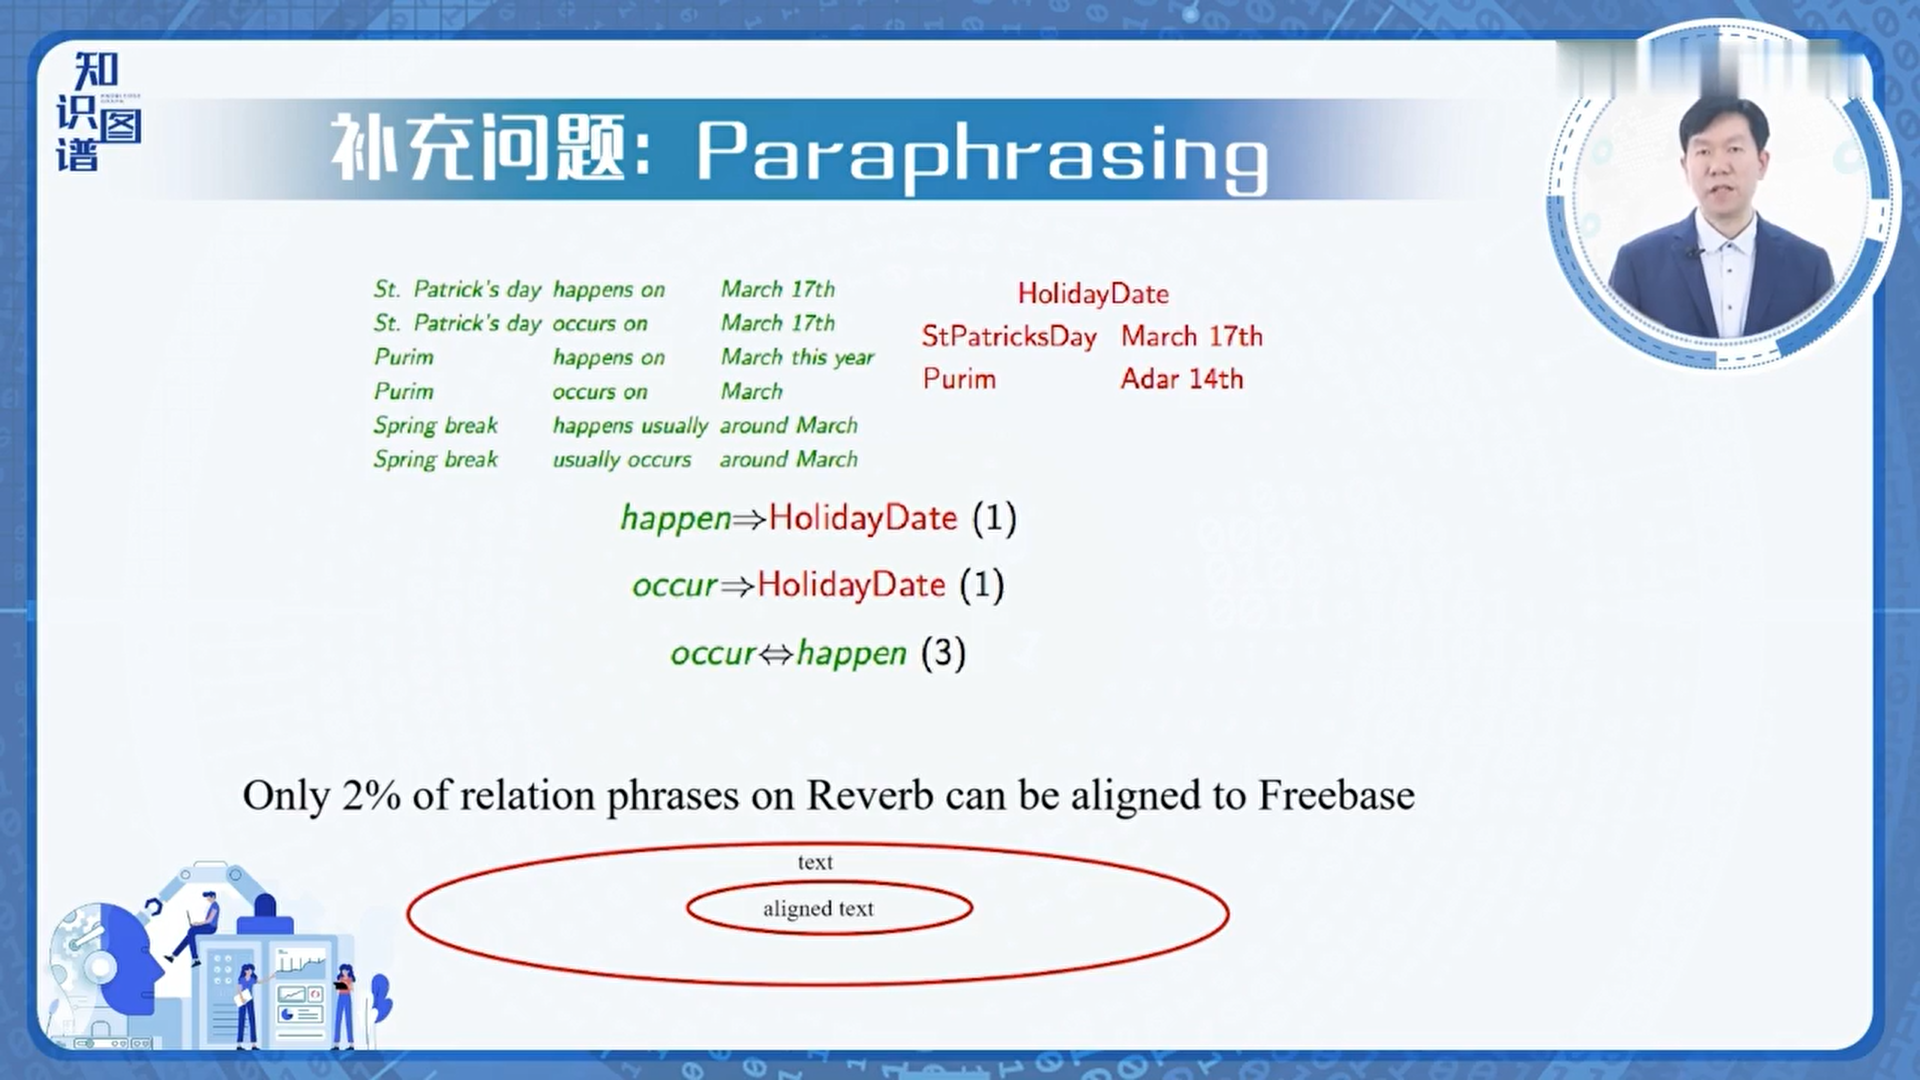 知识图谱
补充问题：Paraphrasing
St. Patrick's day happens on March 17th
St. Patrick's day occurs on March 17th
Purim happens on March this year
Purim occurs on March
Spring break happens usually around March
Spring break usually occurs around March
HolidayDate
StPatricksDay March 17th
Purim Adar 14th
happen⇒HolidayDate (1)
occur⇒HolidayDate (1)
occur⇔happen (3)
Only 2% of relation phrases on Reverb can be aligned to Freebase
text
aligned text